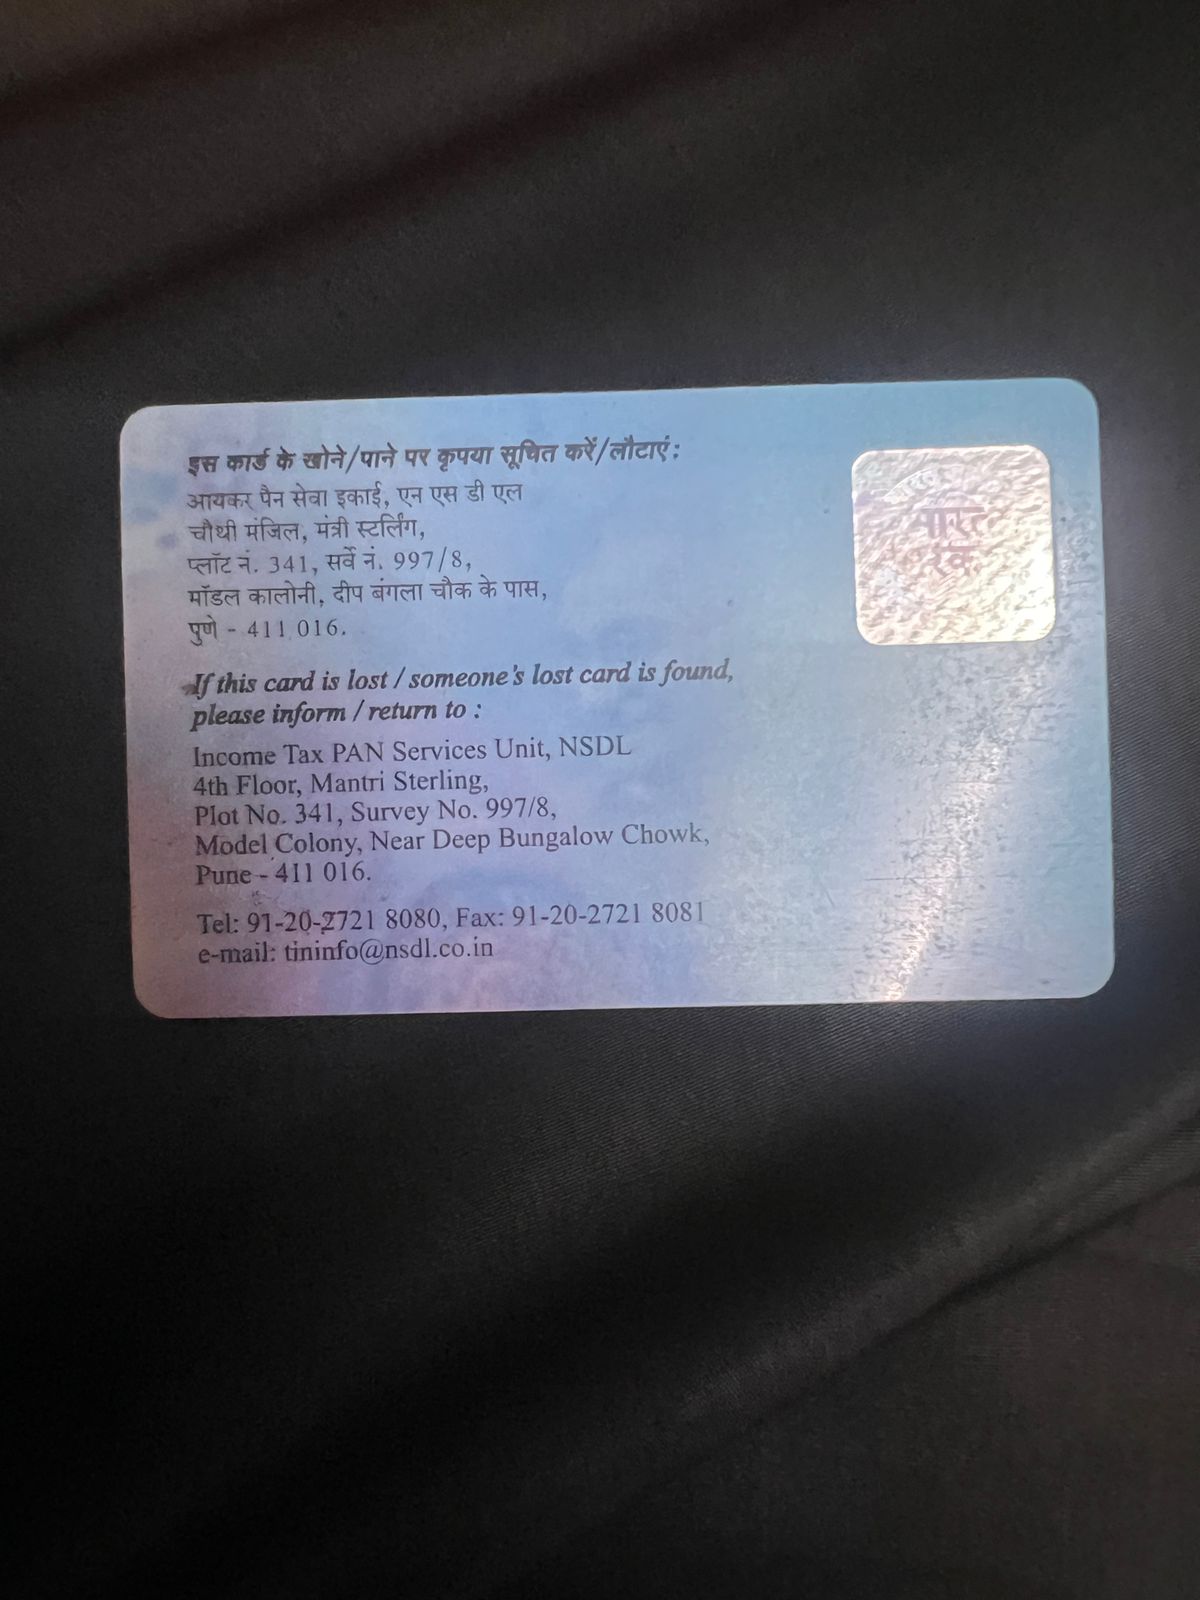 इस कार्ड के खोने/पाने पर कृपया सूचित करें/लौटाएं :
आयकर पैन सेवा इकाई, एन एस डी एल
चौथी मंजिल, मंत्री स्टर्लिंग,
प्लॉट नं. 341, सर्वे नं. 997/8,
मॉडल कालोनी, दीप बंगला चौक के पास,
पुणे - 411 016.
If this card is lost / someone's lost card is found,
please inform / return to :
Income Tax PAN Services Unit, NSDL
4th Floor, Mantri Sterling,
Plot No. 341, Survey No. 997/8,
Model Colony, Near Deep Bungalow Chowk,
Pune - 411 016.
Tel: 91-20-2721 8080, Fax: 91-20-2721 8081
e-mail: tininfo@nsdl.co.in
भारत